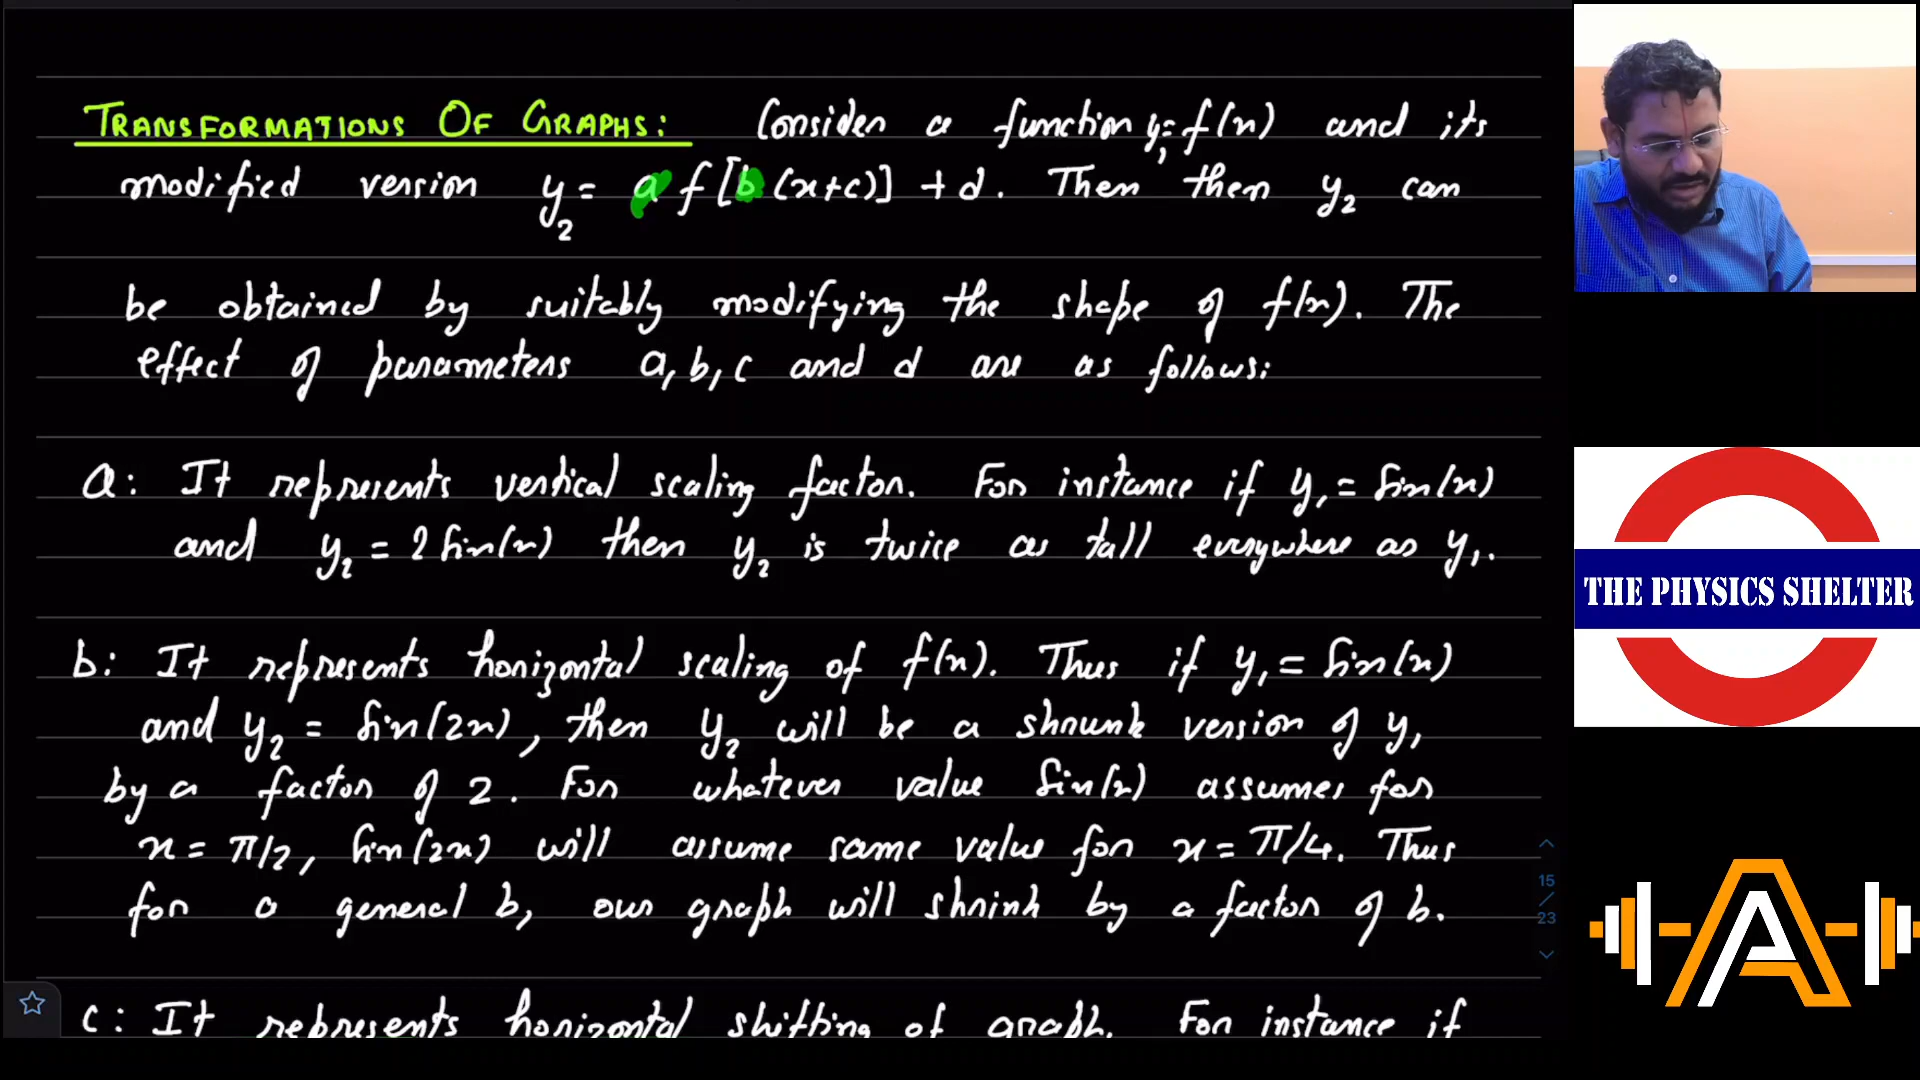 TRANSFORMATIONS OF GRAPHS: Consider a function y₁=f(x) and its
modified version y₂ = a f[b(x+c)] + d. Then then y₂ can
be obtained by suitably modifying the shape of f(x). The
effect of parameters a, b, c and d are as follows:
a: It represents vertical scaling factor. For instance if y₁ = Sin(x)
and y₂ = 2 Sin(x) then y₂ is twice as tall everywhere as y₁.
b: It represents horizontal scaling of f(x). Thus if y₁ = Sin(x)
and y₂ = Sin(2x), then y₂ will be a shrunk version of y₁
by a factor of 2. For whatever value Sin(x) assumes for
x = π/2, Sin(2x) will assume same value for x = π/4. Thus
for a general b, our graph will shrink by a factor of b.
c: It represents horizontal shifting of graph. For instance if
15
/
23
THE PHYSICS SHELTER
A